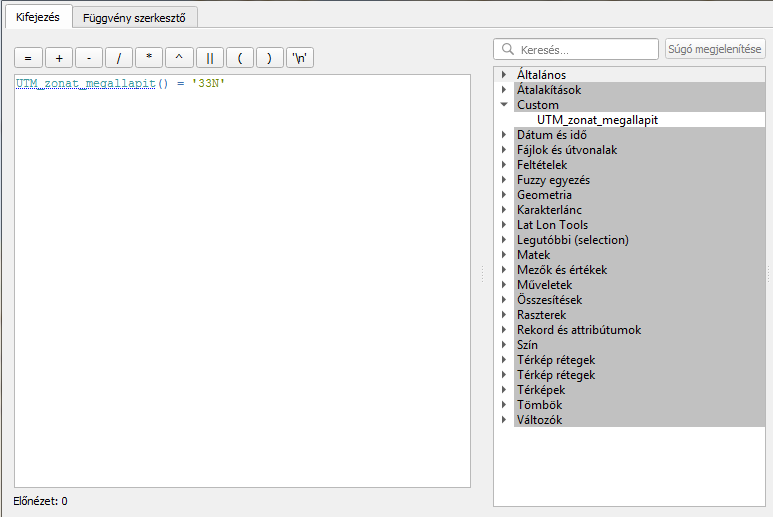 Kifejezés
Függvény szerkesztő
= + - / * ^ || ( ) '\n'
UTM_zonat_megallapit() = '33N'
Előnézet: 0
Keresés...
Súgó megjelenítése
Általános
Átalakítások
Custom
UTM_zonat_megallapit
Dátum és idő
Fájlok és útvonalak
Feltételek
Fuzzy egyezés
Geometria
Karakterlánc
Lat Lon Tools
Legutóbbi (selection)
Matek
Mezők és értékek
Műveletek
Összesítések
Raszterek
Rekord és attribútumok
Szín
Térkép rétegek
Térkép rétegek
Térképek
Tömbök
Változók